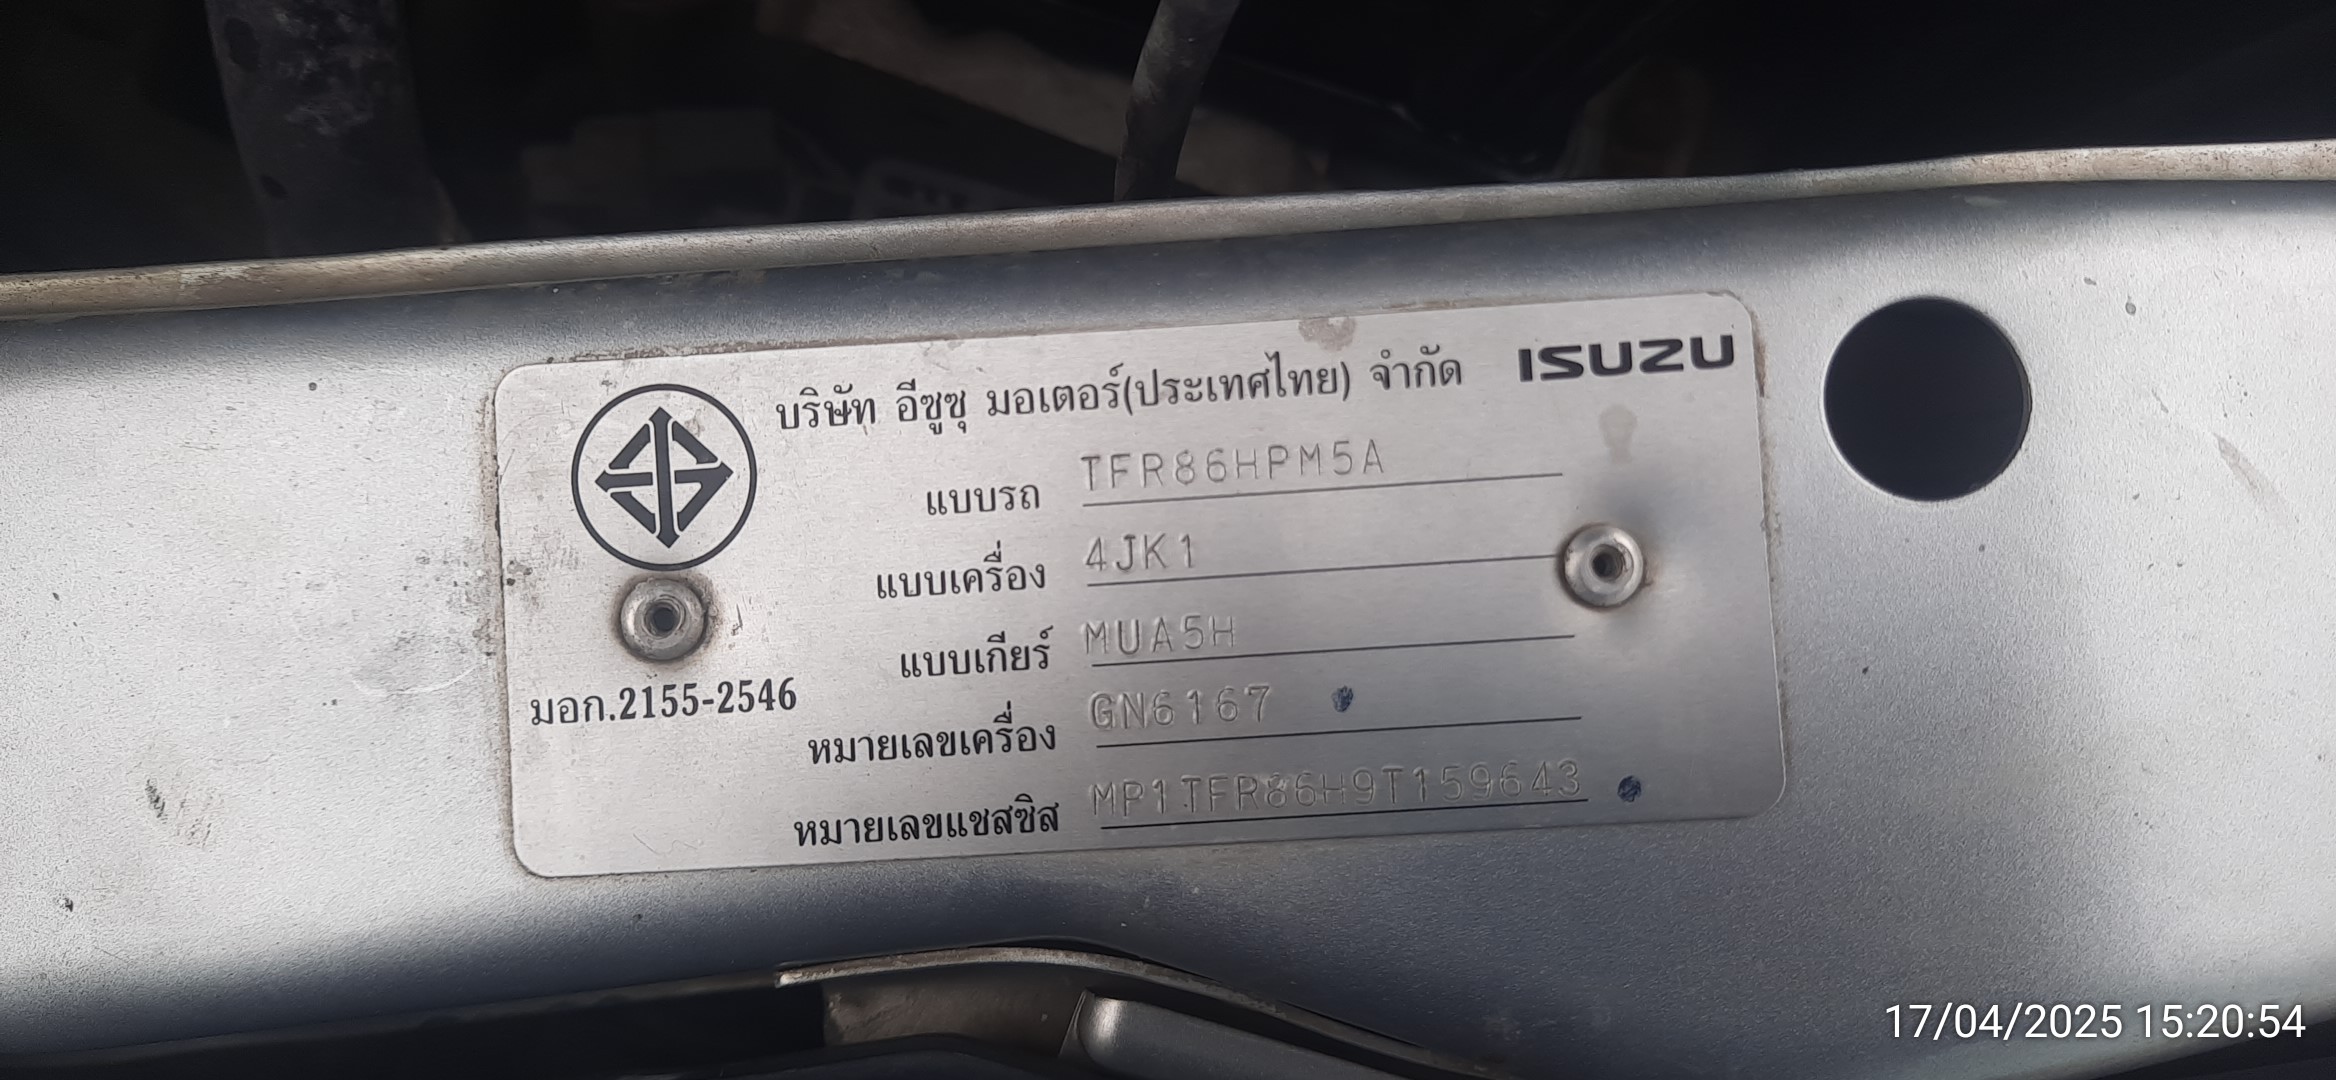 บริษัท อีซูซุ มอเตอร์(ประเทศไทย) จำกัด ISUZU
แบบรถ TFR86HPM5A
แบบเครื่อง 4JK1
แบบเกียร์ MUA5H
มอก.2155-2546
หมายเลขเครื่อง GN6167
หมายเลขแชสซิส MP1TFR86H9T159643
17/04/2025 15:20:54